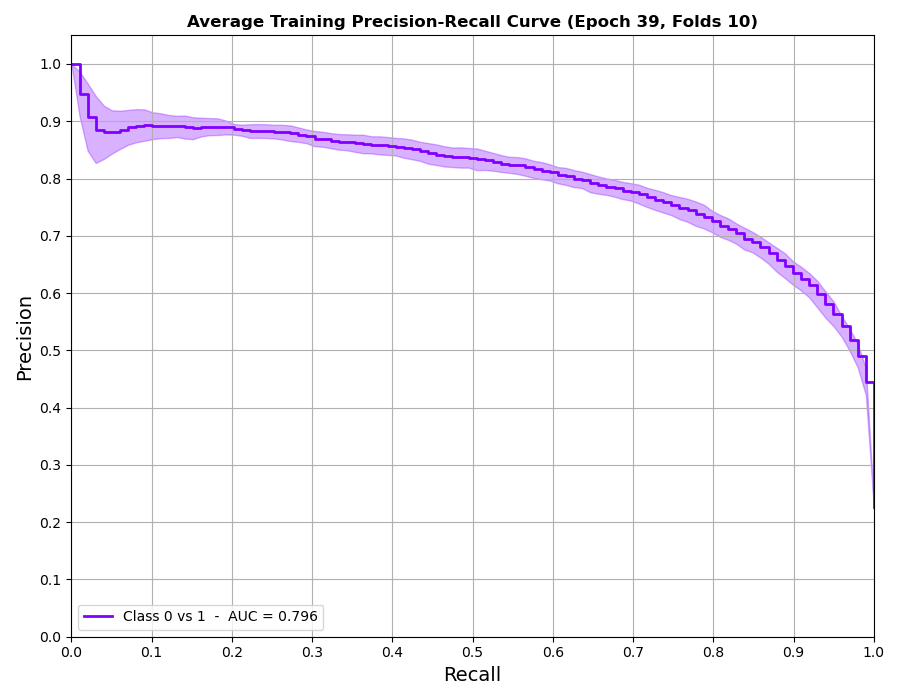 Average Training Precision-Recall Curve (Epoch 39, Folds 10)
Precision
1.0
0.9
0.8
0.7
0.6
0.5
0.4
0.3
0.2
0.1
0.0
Class 0 vs 1 - AUC = 0.796
0.0 0.1 0.2 0.3 0.4 0.5 0.6 0.7 0.8 0.9 1.0
Recall